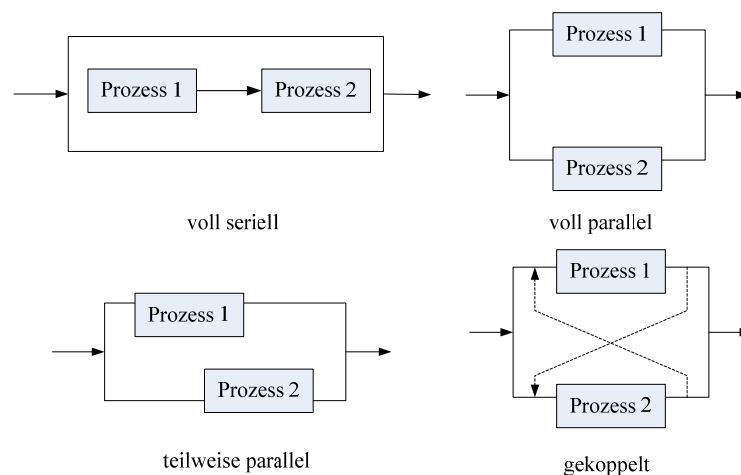 Prozess 1
Prozess 2
voll seriell
Prozess 1
Prozess 2
voll parallel
Prozess 1
Prozess 2
teilweise parallel
Prozess 1
Prozess 2
gekoppelt